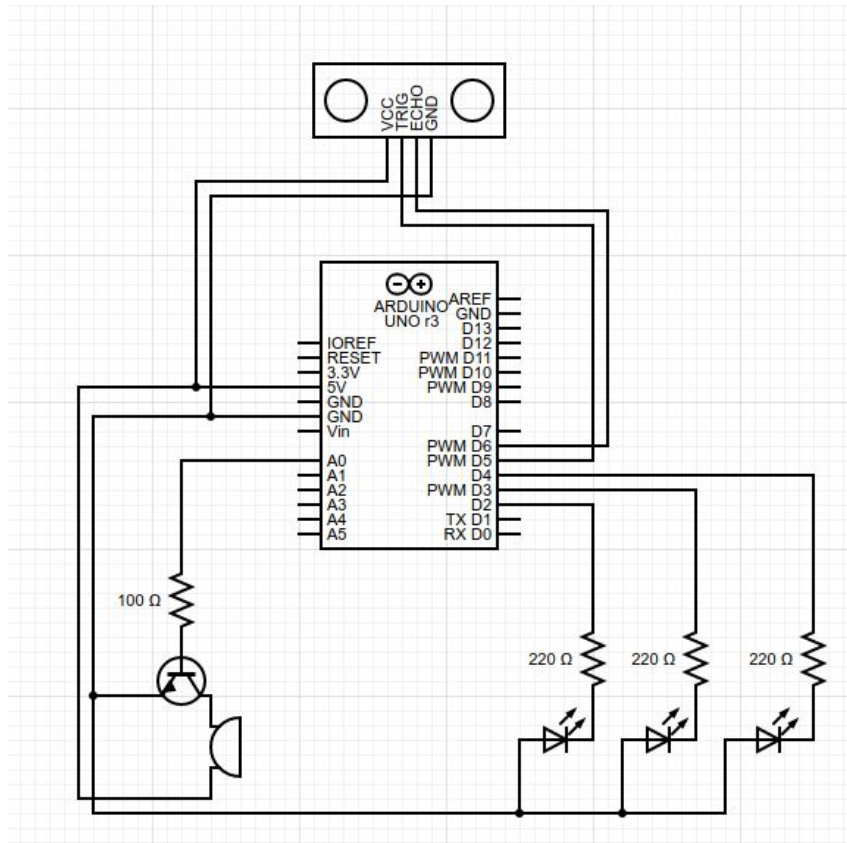 VCC
TRIG
ECHO
GND
ARDUINO
UNO r3
IOREF
RESET
3.3V
5V
GND
GND
Vin
A0
A1
A2
A3
A4
A5
AREF
GND
D13
D12
PWM D11
PWM D10
PWM D9
D8
D7
PWM D6
PWM D5
D4
PWM D3
D2
TX D1
RX D0
100 Ω
220 Ω
220 Ω
220 Ω